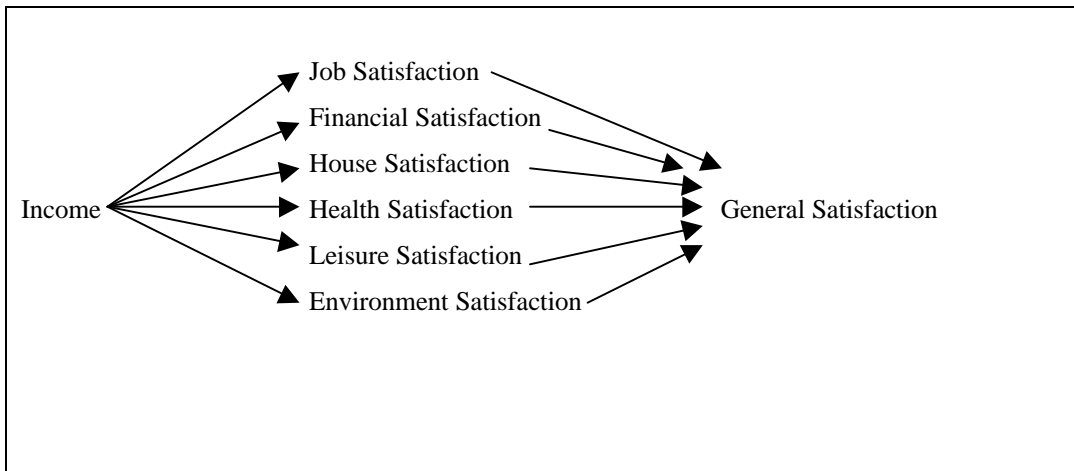 Job Satisfaction
Financial Satisfaction
House Satisfaction
Income
Health Satisfaction
General Satisfaction
Leisure Satisfaction
Environment Satisfaction